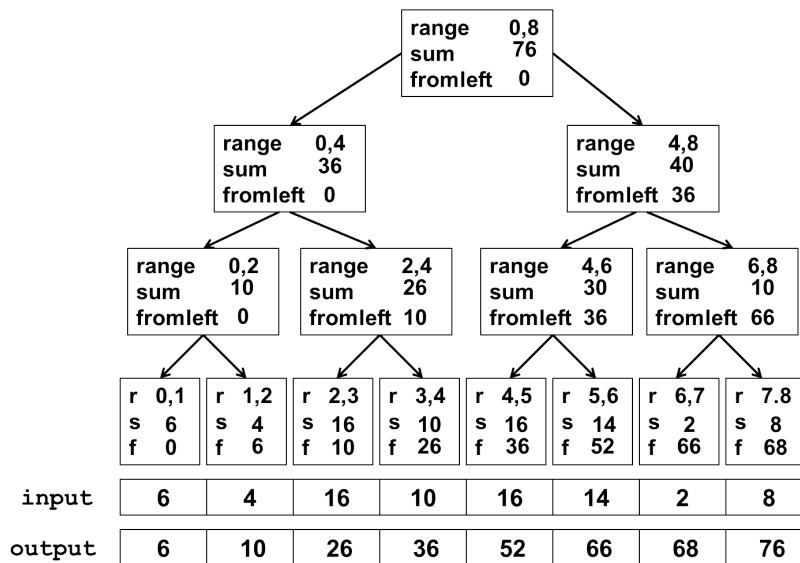 range 0,8
sum 76
fromleft 0
range 0,4
sum 36
fromleft 0
range 4,8
sum 40
fromleft 36
range 0,2
sum 10
fromleft 0
range 2,4
sum 26
fromleft 10
range 4,6
sum 30
fromleft 36
range 6,8
sum 10
fromleft 66
r 0,1
s 6
f 0
r 1,2
s 4
f 6
r 2,3
s 16
f 10
r 3,4
s 10
f 26
r 4,5
s 16
f 36
r 5,6
s 14
f 52
r 6,7
s 2
f 66
r 7.8
s 8
f 68
input 6 4 16 10 16 14 2 8
output 6 10 26 36 52 66 68 76